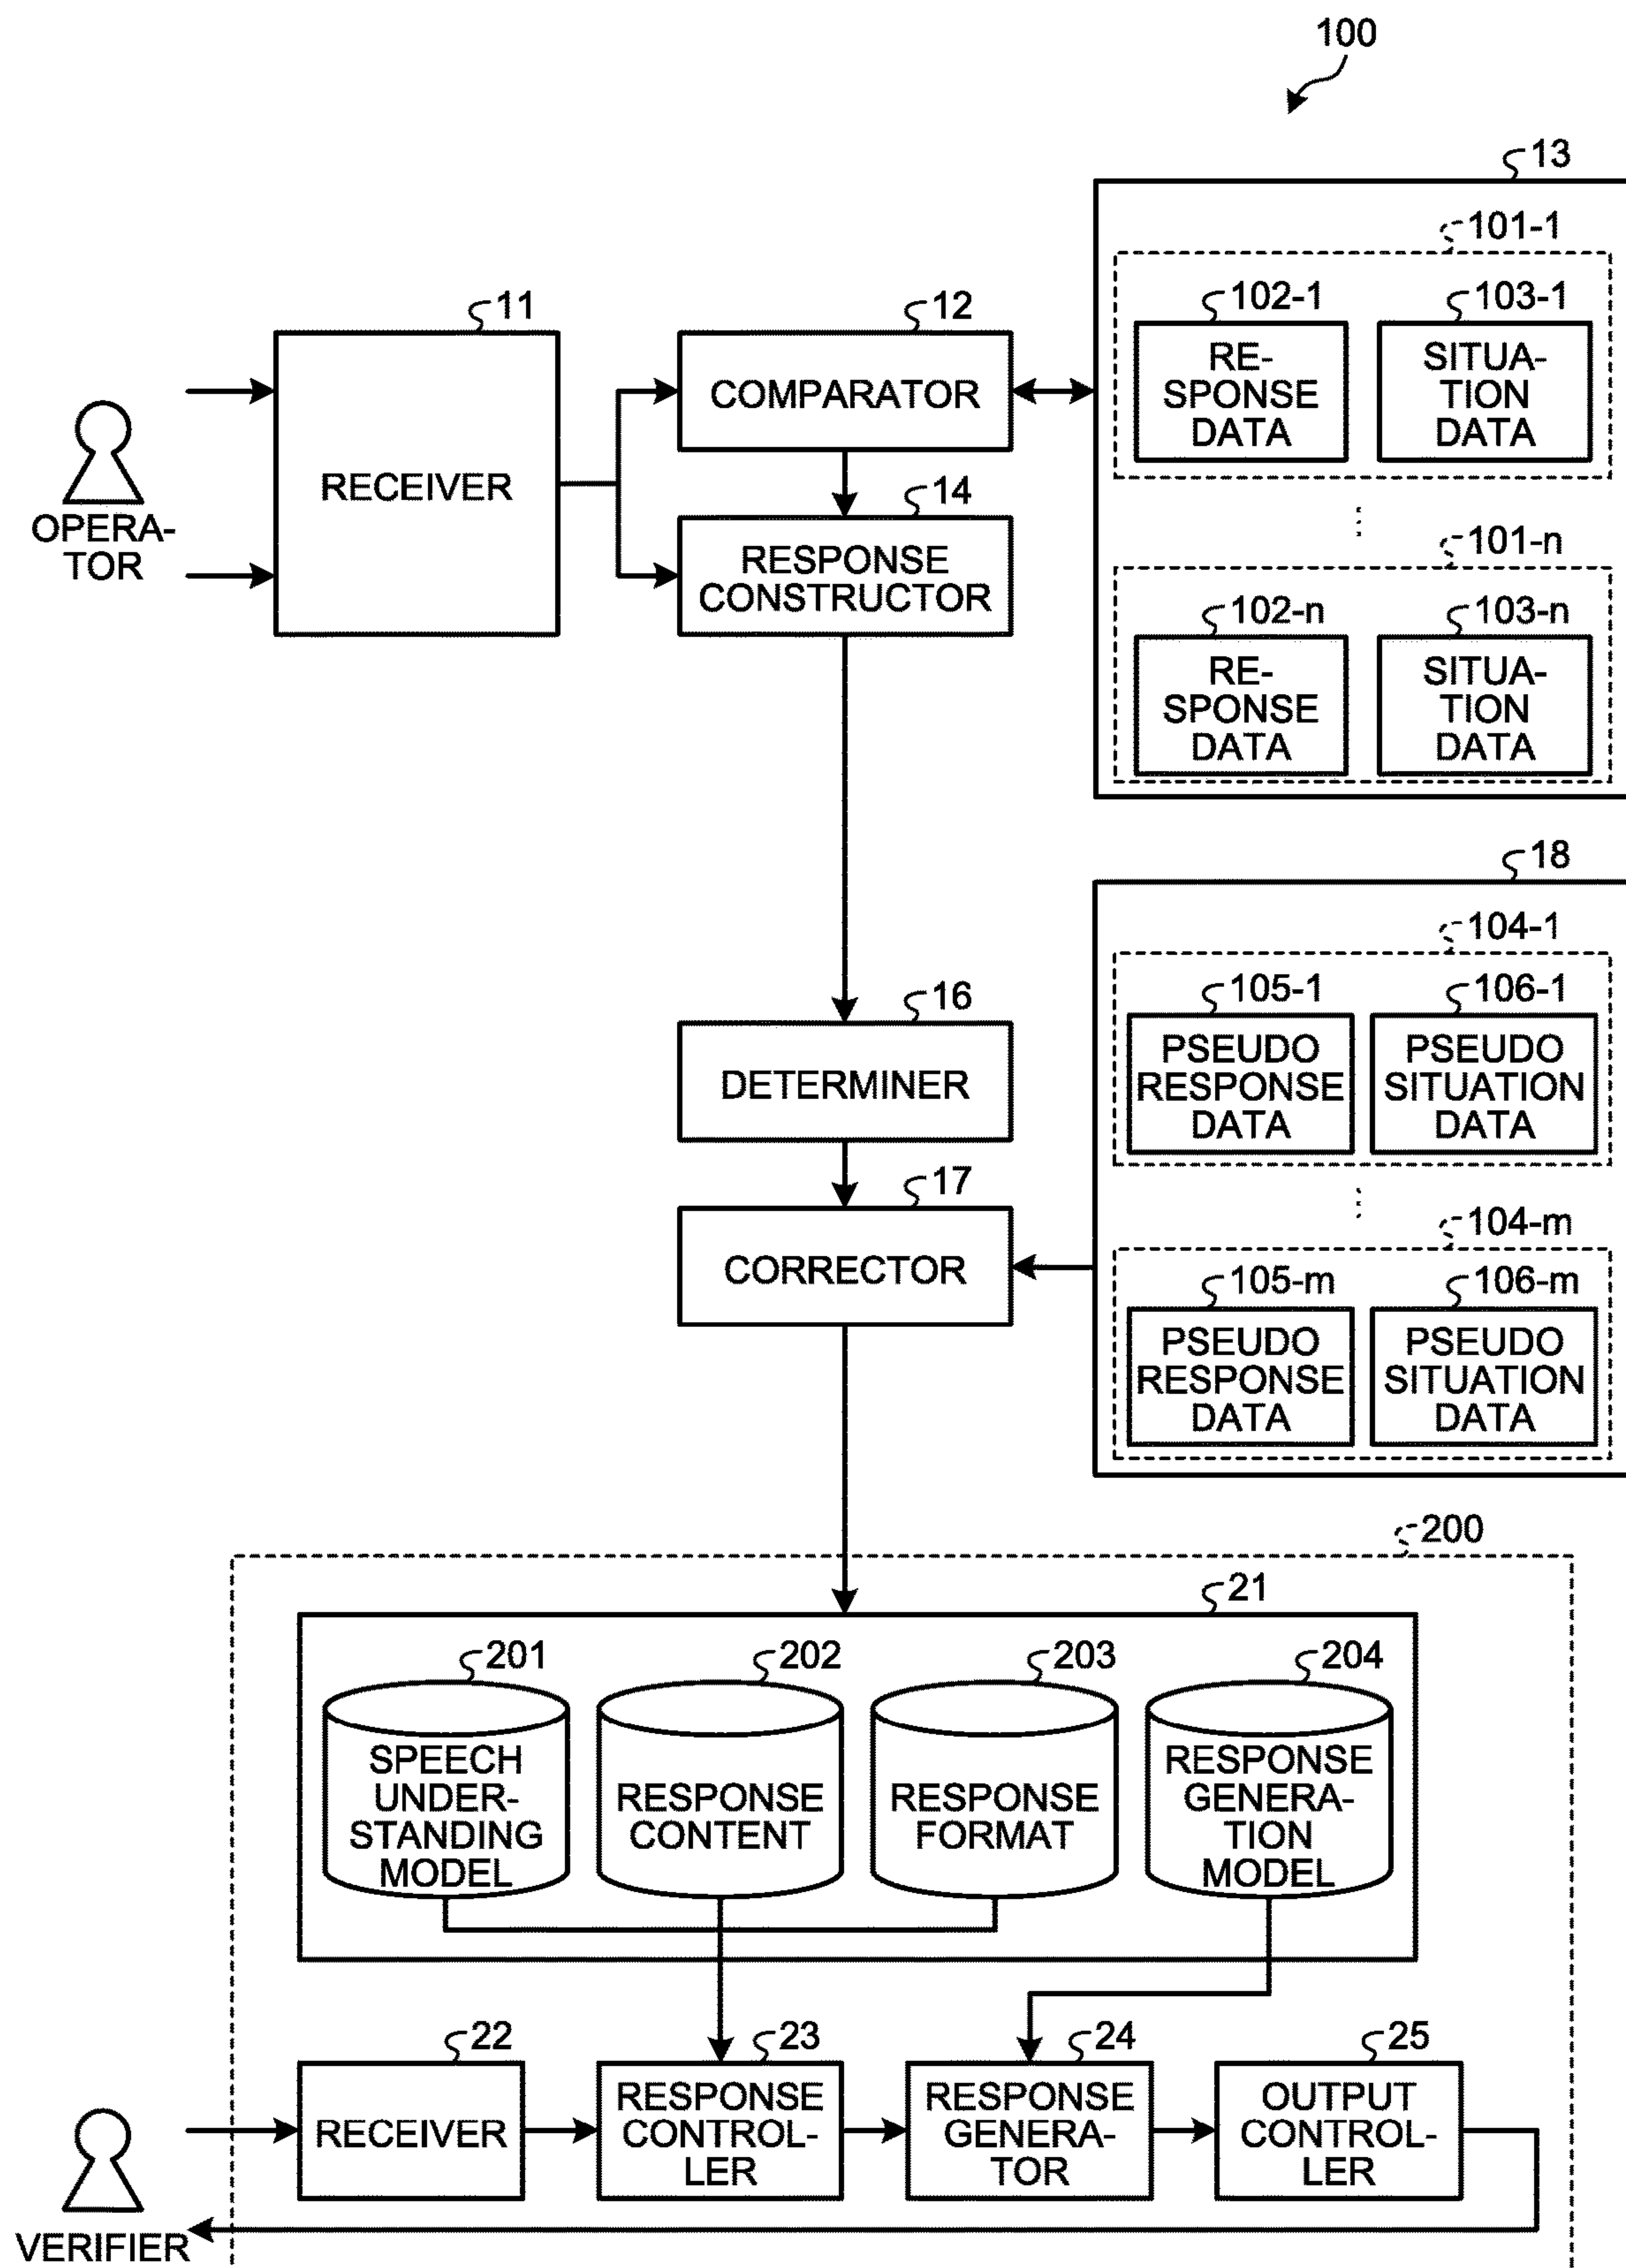 100
13
101-1
11
12
102-1
103-1
RECEIVER
COMPARATOR
RE-
SPONSE
DATA
SITUA-
TION
DATA
OPERA-
TOR
14
RESPONSE
CONSTRUCTOR
101-n
102-n
103-n
RE-
SPONSE
DATA
SITUA-
TION
DATA
18
104-1
16
105-1
106-1
DETERMINER
PSEUDO
RESPONSE
DATA
PSEUDO
SITUATION
DATA
17
CORRECTOR
104-m
105-m
106-m
PSEUDO
RESPONSE
DATA
PSEUDO
SITUATION
DATA
200
21
201
202
203
204
SPEECH
UNDER-
STANDING
MODEL
RESPONSE
CONTENT
RESPONSE
FORMAT
RESPONSE
GENERA-
TION
MODEL
22
23
24
25
RECEIVER
RESPONSE
CONTROL-
LER
RESPONSE
GENERA-
TOR
OUTPUT
CONTROL-
LER
VERIFIER